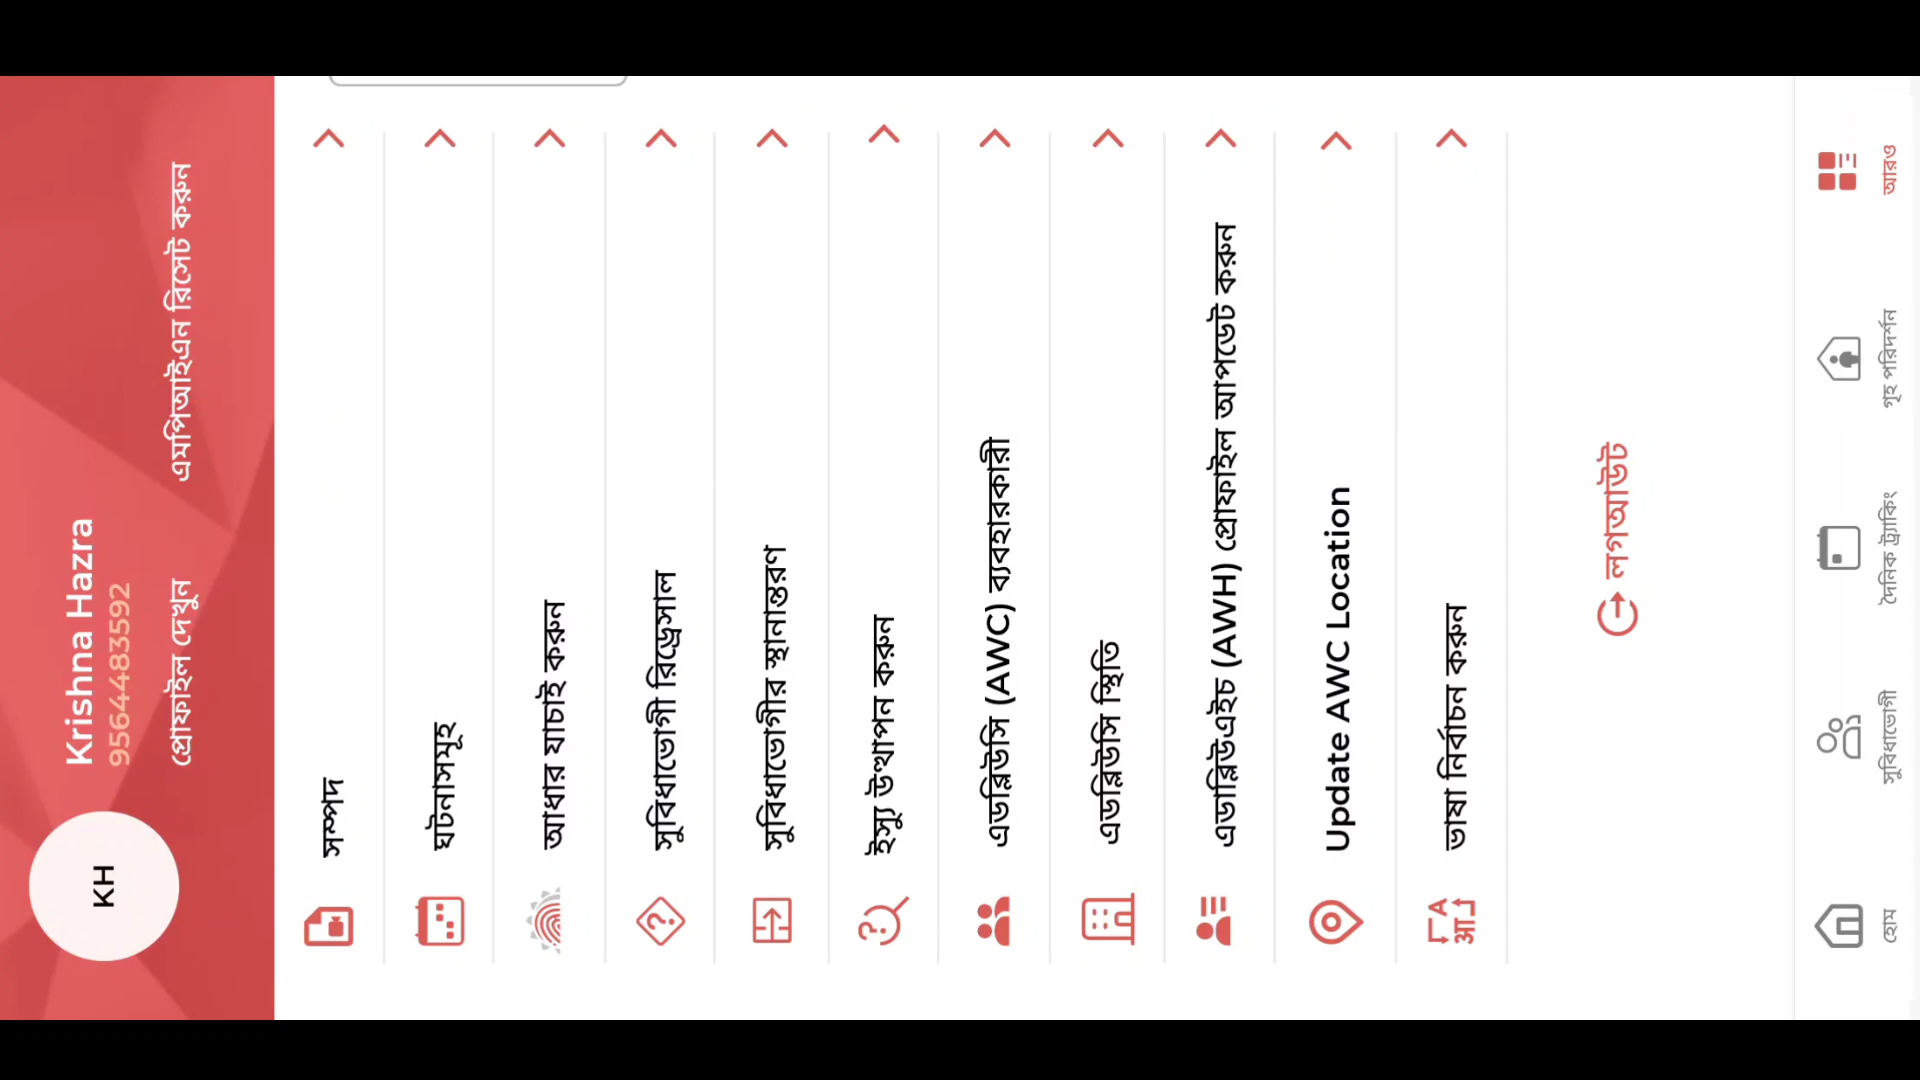 KH
Krishna Hazra
9564483592
প্রোফাইল দেখুন
এমপিআইএন রিসেট করুন
সম্পদ
ঘটনাসমূহ
আধার যাচাই করুন
সুবিধাভোগী রিড্রেসাল
সুবিধাভোগীর স্থানান্তরণ
ইস্যু উত্থাপন করুন
এডব্লিউসি (AWC) ব্যবহারকারী
এডব্লিউসি স্থিতি
এডাব্লিউএইচ (AWH) প্রোফাইল আপডেট করুন
Update AWC Location
A
आ
ভাষা নির্বাচন করুন
লগআউট
হোম
সুবিধাভোগী
দৈনিক ট্র্যাকিং
গৃহ পরিদর্শন
আরও